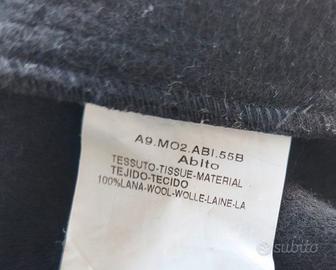 A9.MO2.ABI.55B
Abito
TESSUTO-TISSUE-MATERIAL
TEJIDO-TECIDO
100%LANA-WOOL-WOLLE-LAINE-LA
subito